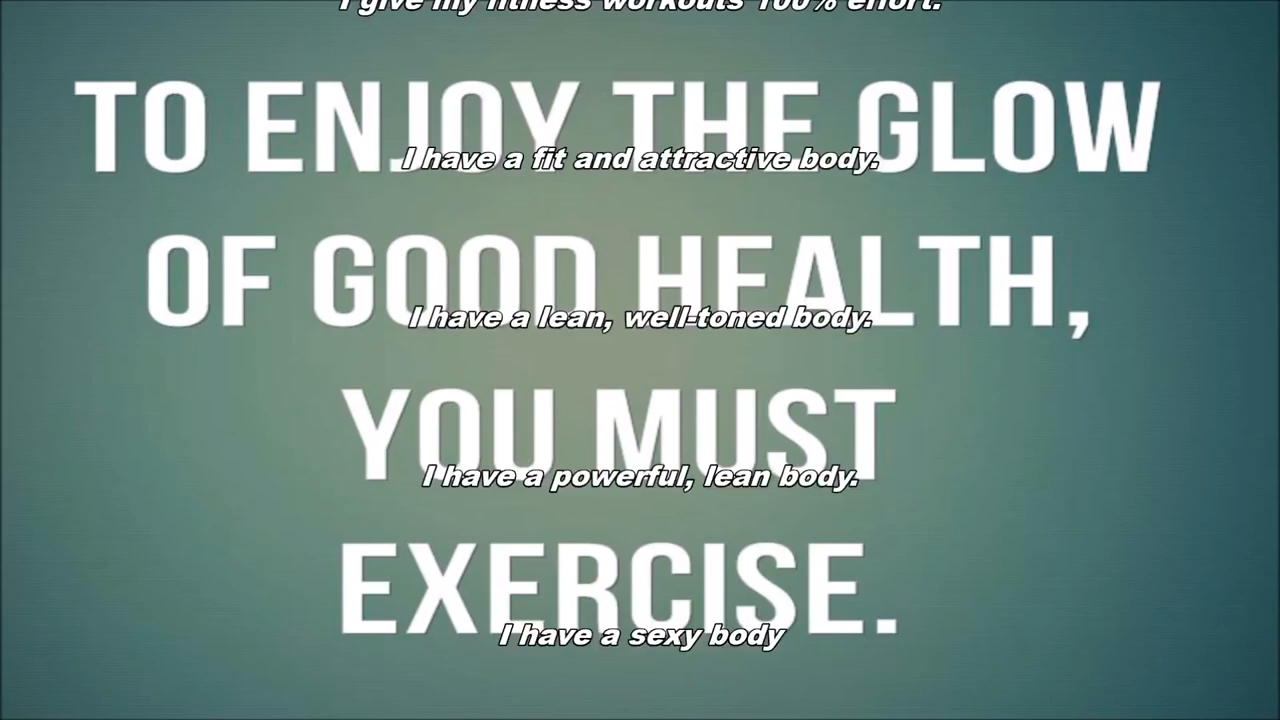 I give my fitness workouts 100% effort.
TO ENJOY THE GLOW
I have a fit and attractive body.
OF GOOD HEALTH,
I have a lean, well-toned body.
YOU MUST
I have a powerful, lean body.
EXERCISE.
I have a sexy body